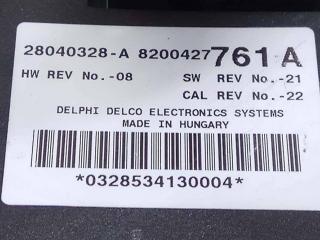 28040328-A 8200427761A
HW REV No.-08 SW REV No.-21
CAL REV No.-22
DELPHI DELCO ELECTRONICS SYSTEMS
MADE IN HUNGARY
*0328534130004*